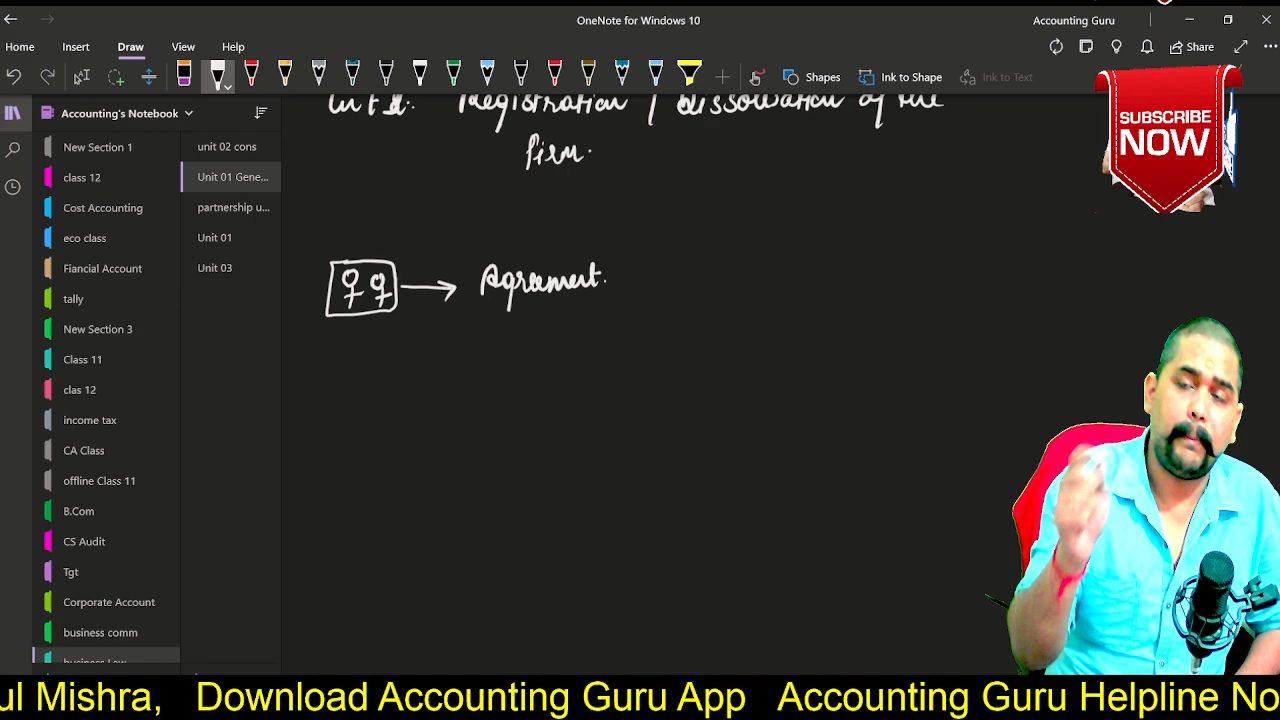 OneNote for Windows 10
Accounting Guru
Home Insert Draw View Help
Share
Shapes Ink to Shape Ink to Text
Accounting's Notebook
New Section 1
class 12
Cost Accounting
eco class
Fiancial Account
tally
New Section 3
Class 11
clas 12
income tax
CA Class
offline Class 11
B.Com
CS Audit
Tgt
Corporate Account
business comm
business Law
unit 02 cons
Unit 01 Gene...
partnership u...
Unit 01
Unit 03
Registration / dissolution of the
firm.
Agreement.
SUBSCRIBE
NOW
ul Mishra, Download Accounting Guru App Accounting Guru Helpline No